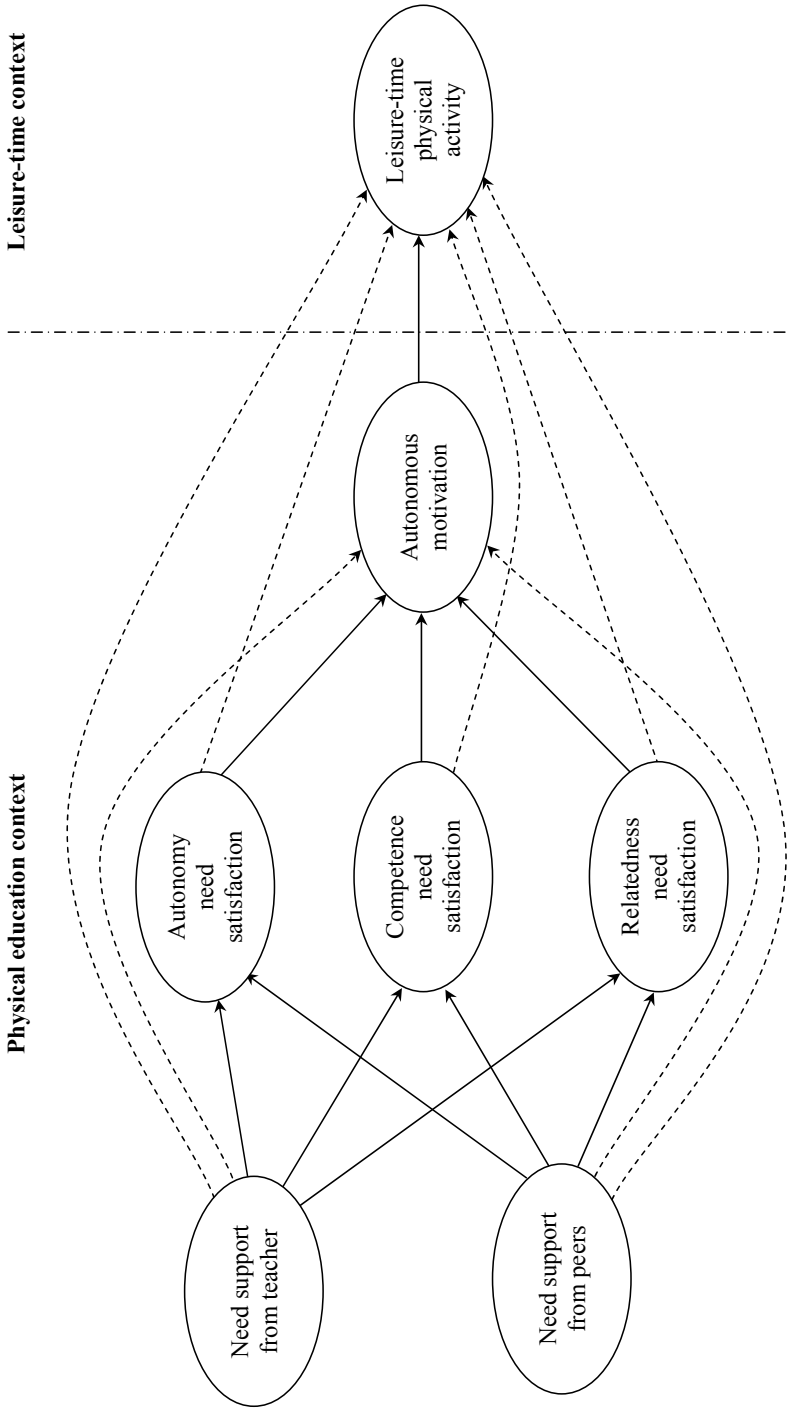 Physical education context
Leisure-time context
Need support
from teacher
Need support
from peers
Autonomy
need
satisfaction
Competence
need
satisfaction
Relatedness
need
satisfaction
Autonomous
motivation
Leisure-time
physical
activity